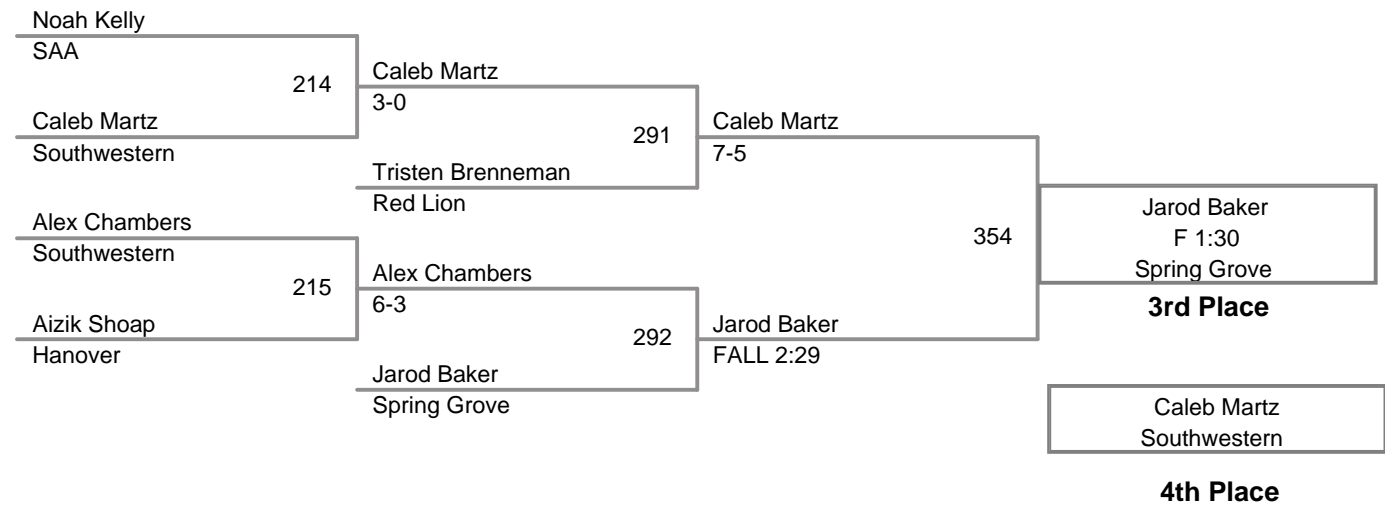 Noah Kelly
SAA
214
Caleb Martz
Southwestern
Alex Chambers
Southwestern
215
Aizik Shoap
Hanover
Caleb Martz
3-0
291
Tristen Brenneman
Red Lion
Alex Chambers
6-3
292
Jarod Baker
Spring Grove
Caleb Martz
7-5
354
Jarod Baker
FALL 2:29
Jarod Baker
F 1:30
Spring Grove
3rd Place
Caleb Martz
Southwestern
4th Place